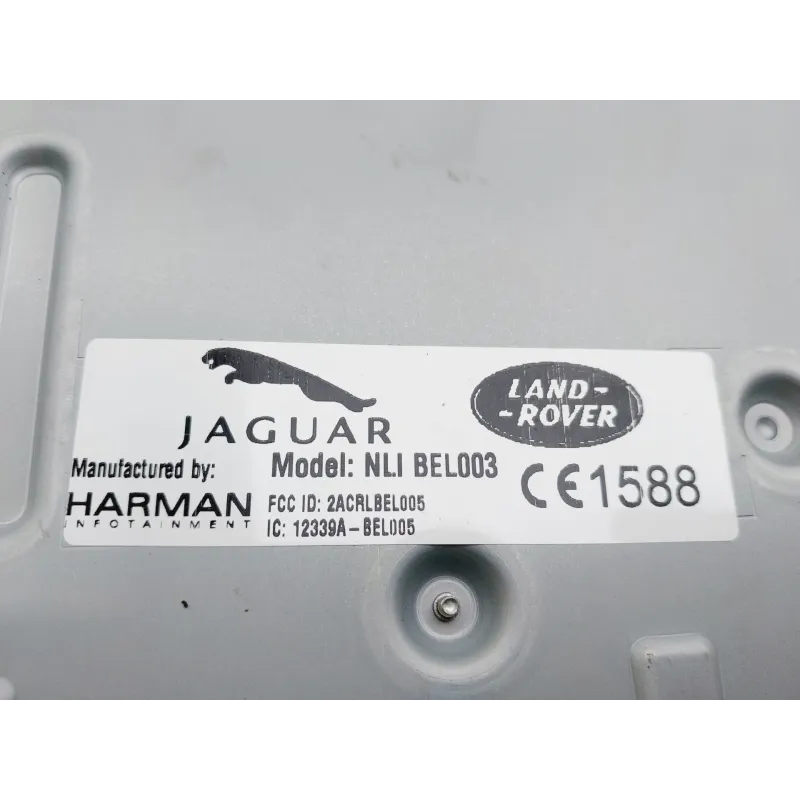 JAGUAR
LAND-
-ROVER
Manufactured by:
HARMAN
INFOTAINMENT
Model: NLI BEL003
FCC ID: 2ACRLBEL005
IC: 12339A-BEL005
CE1588